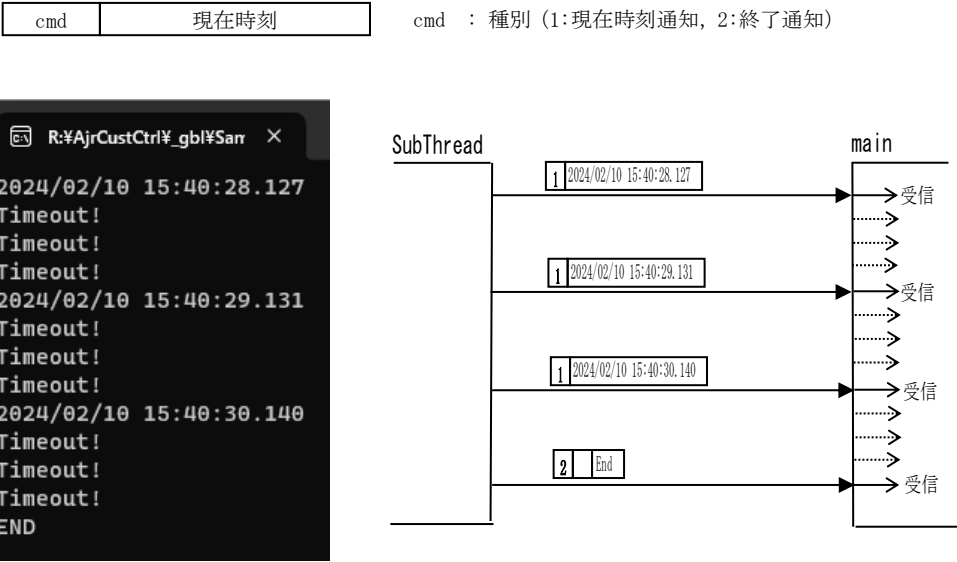 cmd 現在時刻 cmd : 種別 (1:現在時刻通知, 2:終了通知)
R:¥AjrCustCtrl¥_gbl¥Sam
2024/02/10 15:40:28.127
Timeout!
Timeout!
Timeout!
2024/02/10 15:40:29.131
Timeout!
Timeout!
Timeout!
2024/02/10 15:40:30.140
Timeout!
Timeout!
Timeout!
END
SubThread main
1 2024/02/10 15:40:28.127 受信
1 2024/02/10 15:40:29.131 受信
1 2024/02/10 15:40:30.140 受信
2 End 受信